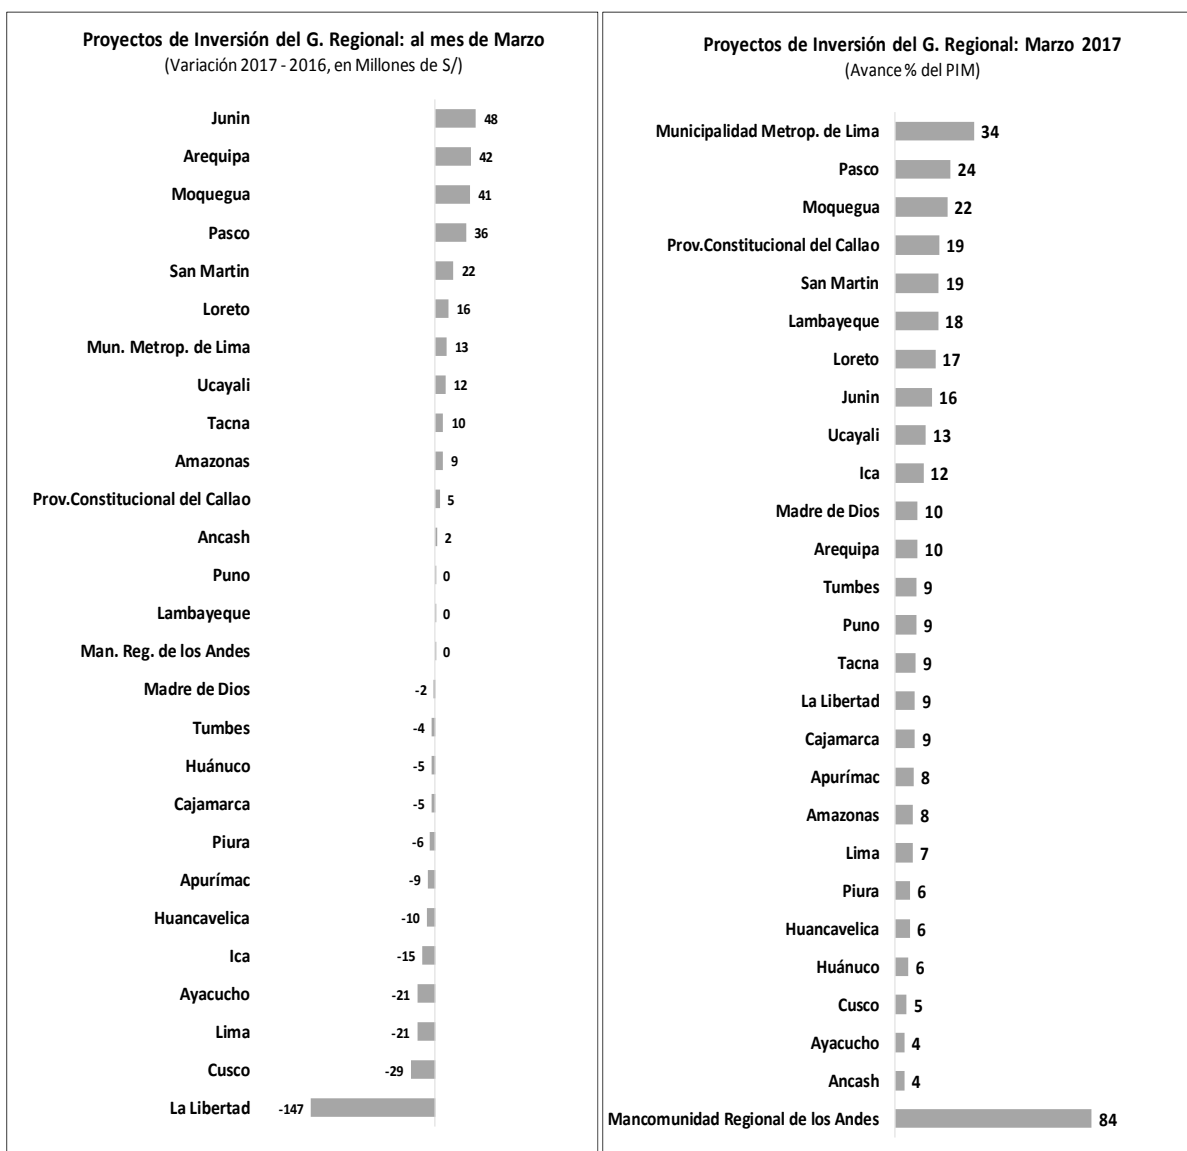 Proyectos de Inversión del G. Regional: al mes de Marzo
(Variación 2017 - 2016, en Millones de S/)
Junin 48
Arequipa 42
Moquegua 41
Pasco 36
San Martin 22
Loreto 16
Mun. Metrop. de Lima 13
Ucayali 12
Tacna 10
Amazonas 9
Prov.Constitucional del Callao 5
Ancash 2
Puno 0
Lambayeque 0
Man. Reg. de los Andes 0
Madre de Dios -2
Tumbes -4
Huánuco -5
Cajamarca -5
Piura -6
Apurímac -9
Huancavelica -10
Ica -15
Ayacucho -21
Lima -21
Cusco -29
La Libertad -147
Proyectos de Inversión del G. Regional: Marzo 2017
(Avance % del PIM)
Municipalidad Metrop. de Lima 34
Pasco 24
Moquegua 22
Prov.Constitucional del Callao 19
San Martin 19
Lambayeque 18
Loreto 17
Junin 16
Ucayali 13
Ica 12
Madre de Dios 10
Arequipa 10
Tumbes 9
Puno 9
Tacna 9
La Libertad 9
Cajamarca 9
Apurímac 8
Amazonas 8
Lima 7
Piura 6
Huancavelica 6
Huánuco 6
Cusco 5
Ayacucho 4
Ancash 4
Mancomunidad Regional de los Andes 84